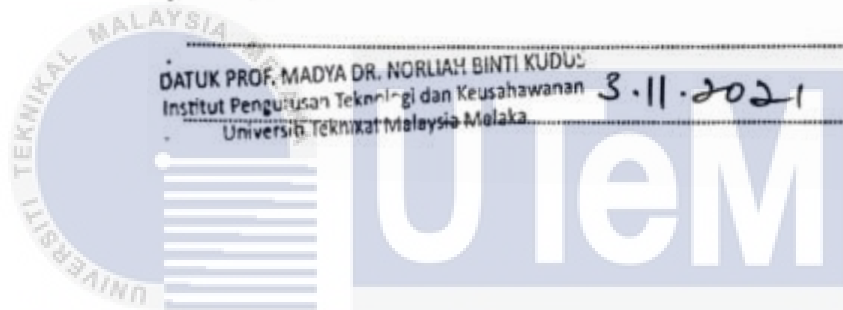 DATUK PROF. MADYA DR. NORLIAH BINTI KUDUS
Institut Pengurusan Teknologi dan Keusahawanan
Universiti Teknikal Malaysia Melaka
3.11.2021
UNIVERSITI TEKNIKAL MALAYSIA
UTeM